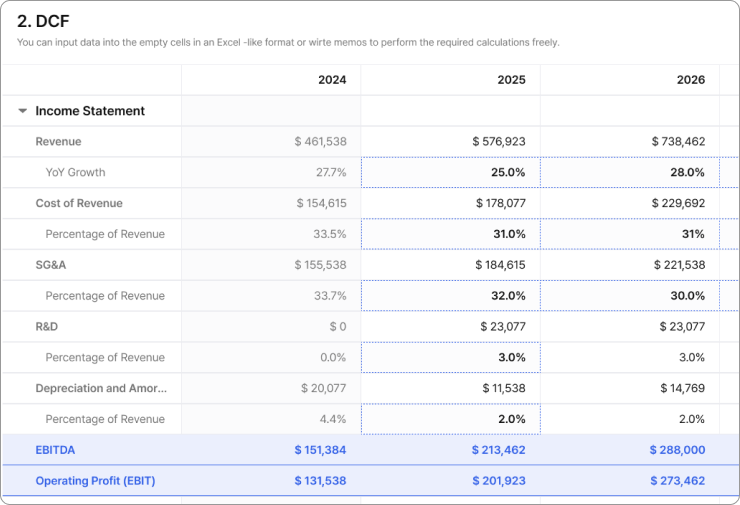 2. DCF
You can input data into the empty cells in an Excel -like format or wirte memos to perform the required calculations freely.
2024 2025 2026
Income Statement
Revenue $ 461,538 $ 576,923 $ 738,462
YoY Growth 27.7% 25.0% 28.0%
Cost of Revenue $ 154,615 $ 178,077 $ 229,692
Percentage of Revenue 33.5% 31.0% 31%
SG&A $ 155,538 $ 184,615 $ 221,538
Percentage of Revenue 33.7% 32.0% 30.0%
R&D $ 0 $ 23,077 $ 23,077
Percentage of Revenue 0.0% 3.0% 3.0%
Depreciation and Amor... $ 20,077 $ 11,538 $ 14,769
Percentage of Revenue 4.4% 2.0% 2.0%
EBITDA $ 151,384 $ 213,462 $ 288,000
Operating Profit (EBIT) $ 131,538 $ 201,923 $ 273,462